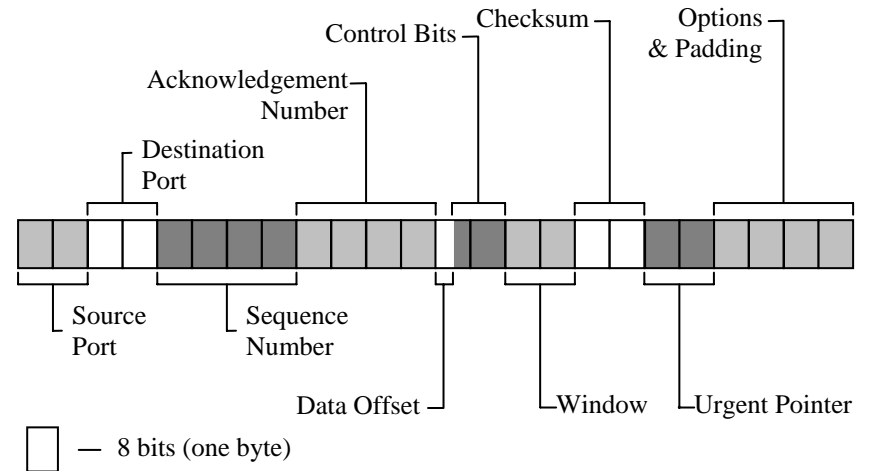 Control Bits
Checksum
Options
& Padding
Acknowledgement
Number
Destination
Port
Source
Port
Sequence
Number
Data Offset
Window
Urgent Pointer
— 8 bits (one byte)